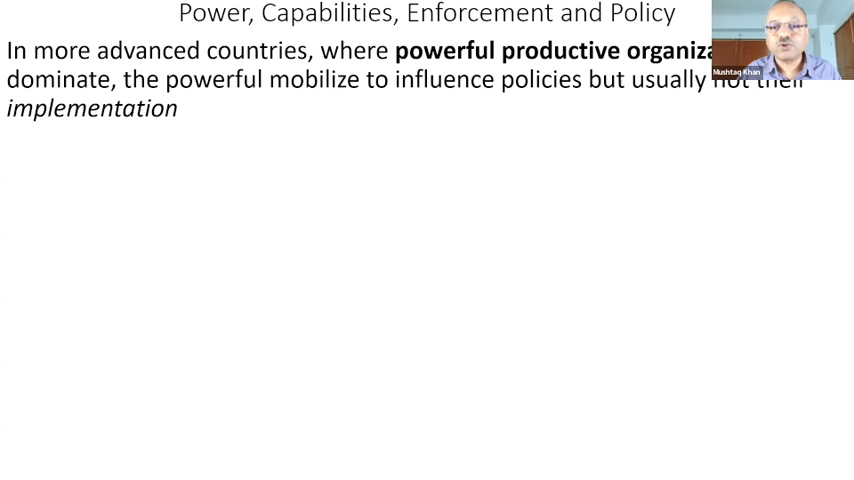 Power, Capabilities, Enforcement and Policy
In more advanced countries, where powerful productive
Mushtaq Khan
dominate, the powerful mobilize to influence policies but usually not their
implementation